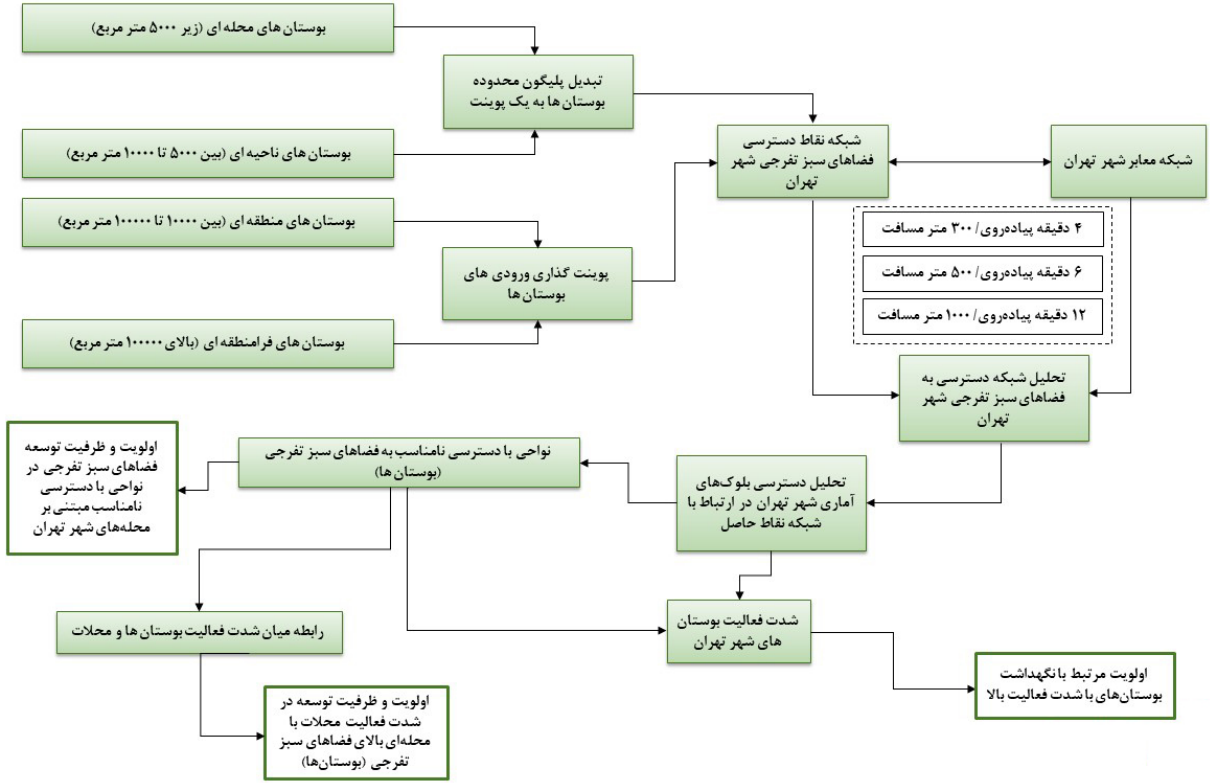 بوستان های محله ای (زیر ۵۰۰۰ متر مربع)
بوستان های ناحیه ای (بین ۵۰۰۰ تا ۱۰۰۰۰ متر مربع)
بوستان های منطقه ای (بین ۱۰۰۰۰ تا ۱۰۰۰۰۰ متر مربع)
بوستان های فرامنطقه ای (بالای ۱۰۰۰۰۰ متر مربع)
تبدیل پلیگون محدوده
بوستان ها به یک پوینت
پوینت گذاری ورودی های
بوستان ها
شبکه نقاط دسترسی
فضاهای سبز تفرجی شهر
تهران
شبکه معابر شهر تهران
۴ دقیقه پیاده‌روی/ ۳۰۰ متر مسافت
۶ دقیقه پیاده‌روی/ ۵۰۰ متر مسافت
۱۲ دقیقه پیاده‌روی/ ۱۰۰۰ متر مسافت
تحلیل شبکه دسترسی به
فضاهای سبز تفرجی شهر
تهران
تحلیل دسترسی بلوک‌های
آماری شهر تهران در ارتباط با
شبکه نقاط حاصل
نواحی با دسترسی نامناسب به فضاهای سبز تفرجی
(بوستان ها)
اولویت و ظرفیت توسعه
فضاهای سبز تفرجی در
نواحی با دسترسی
نامناسب مبتنی بر
محله‌های شهر تهران
شدت فعالیت بوستان
های شهر تهران
رابطه میان شدت فعالیت بوستان ها و محلات
اولویت مرتبط با نگهداشت
بوستان‌های با شدت فعالیت بالا
اولویت و ظرفیت توسعه در
شدت فعالیت محلات با
محله‌ای بالای فضاهای سبز
تفرجی (بوستان‌ها)